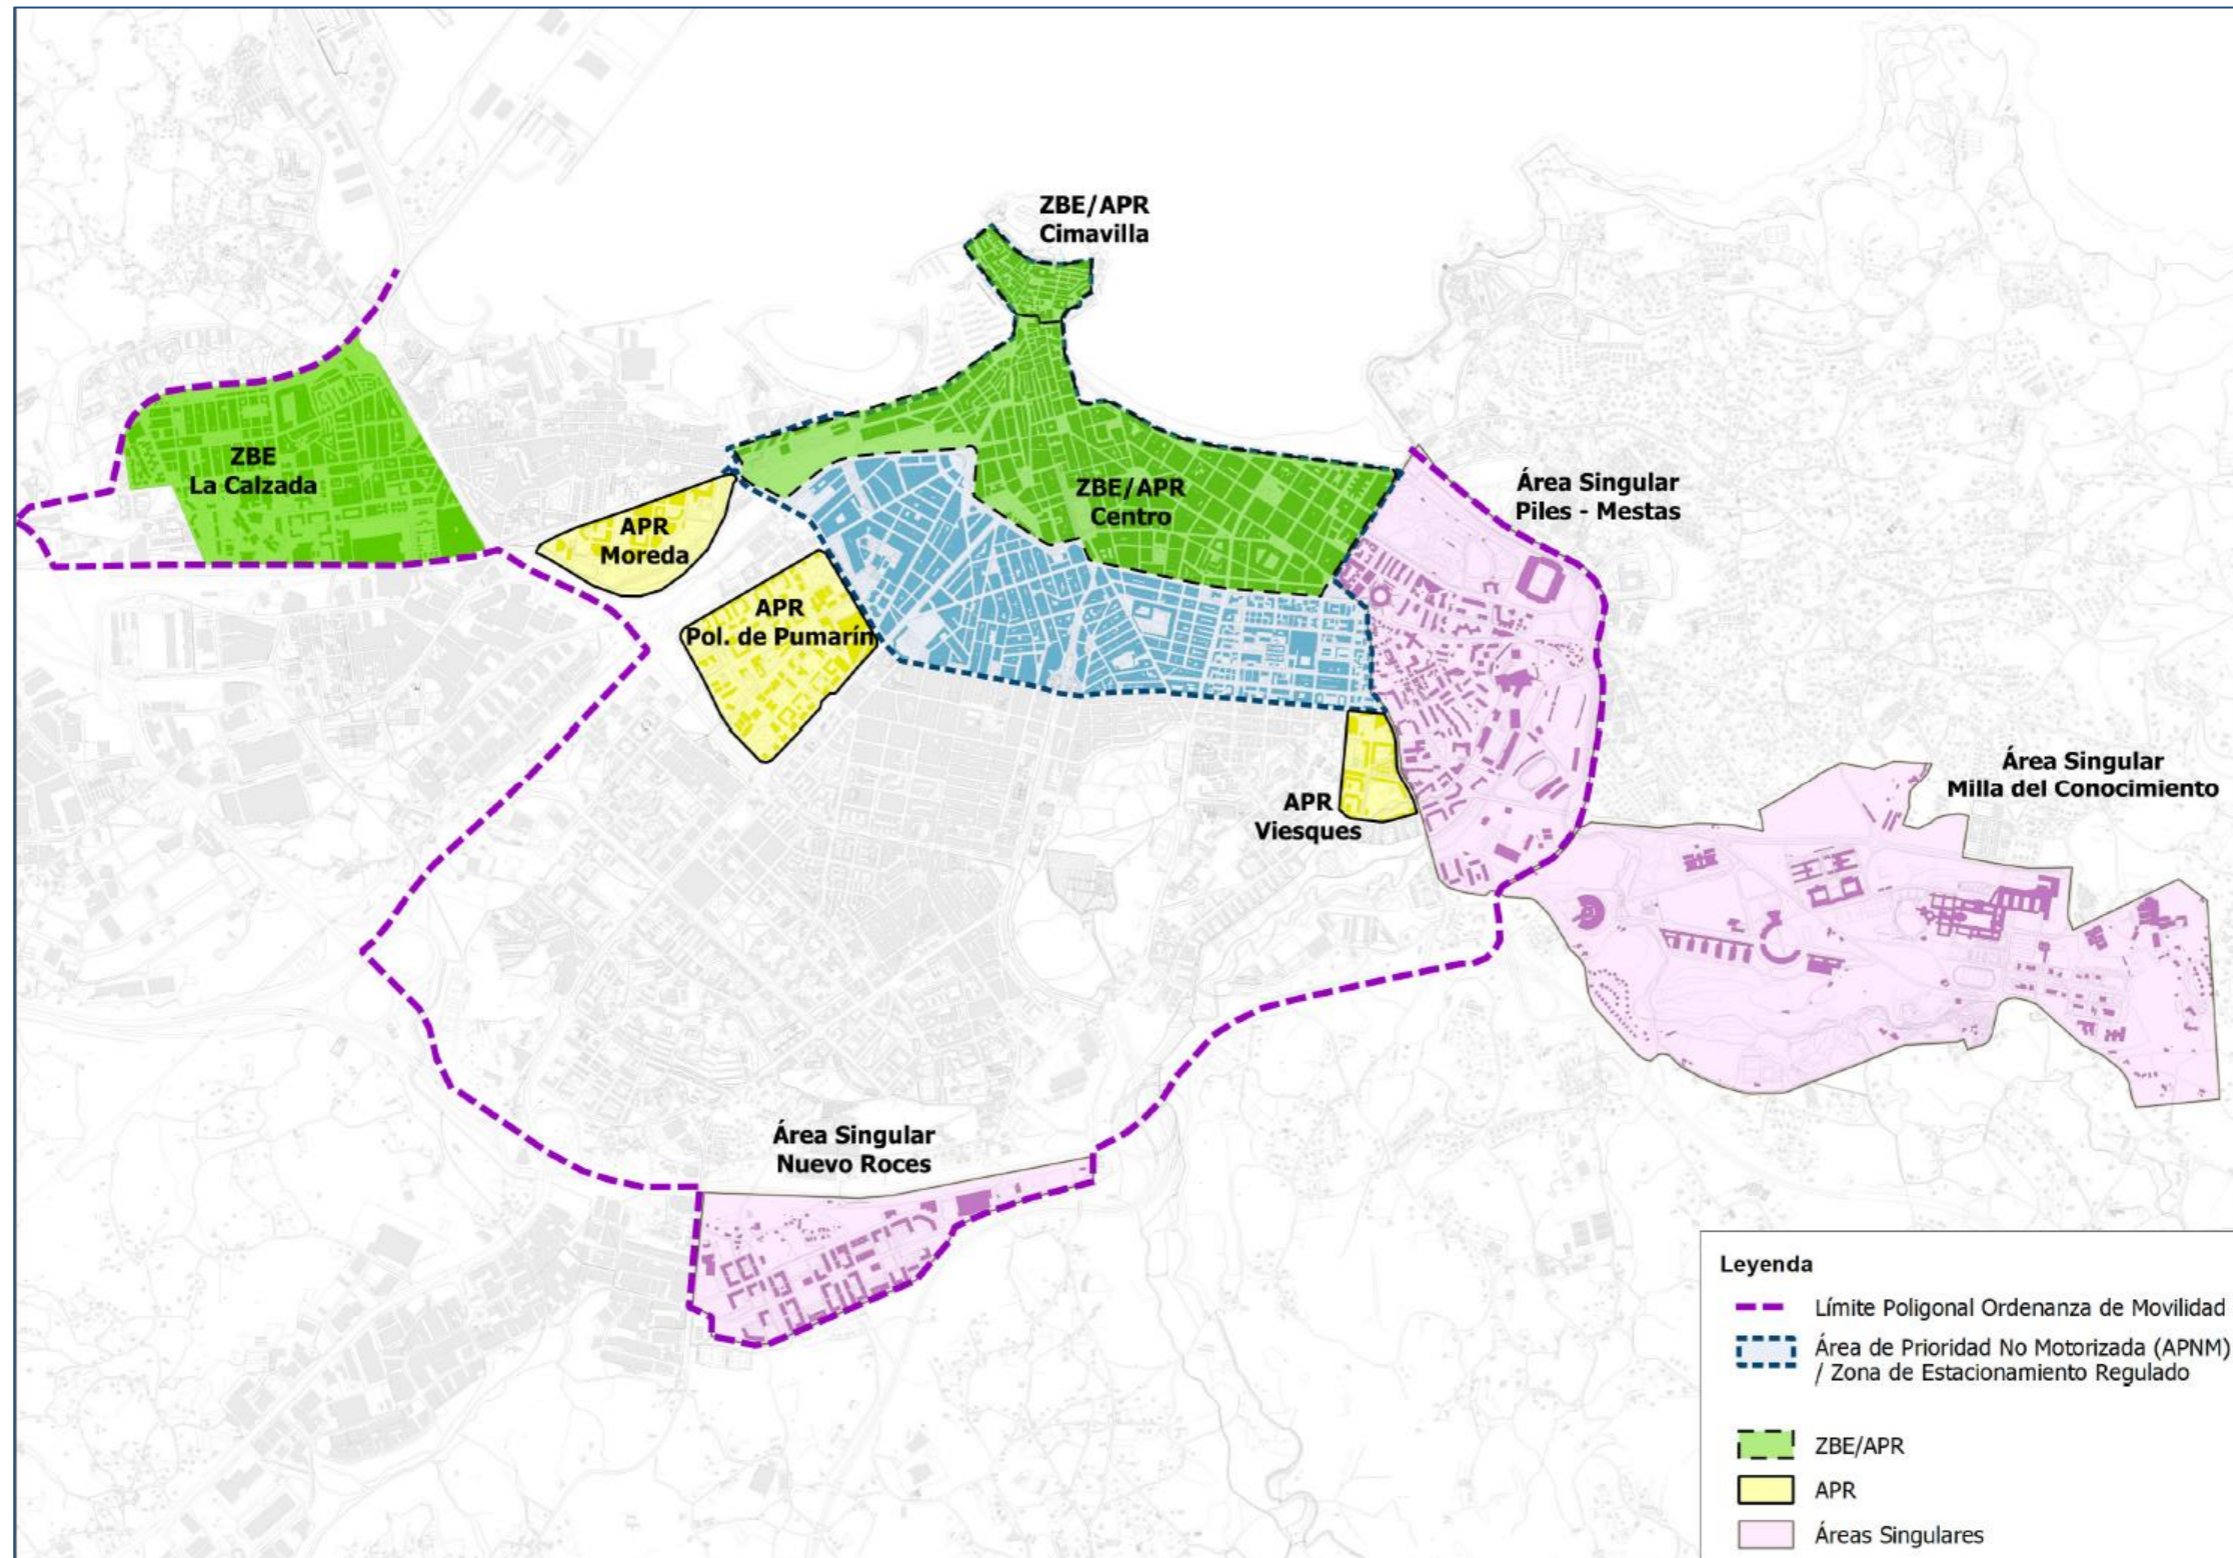 ZBE/APR
Cimavilla
ZBE
La Calzada
APR
Moreda
ZBE/APR
Centro
Área Singular
Piles - Mestas
APR
Pol. de Pumarín
Área Singular
Milla del Conocimiento
APR
Viesques
Área Singular
Nuevo Roces
Leyenda
Límite Poligonal Ordenanza de Movilidad
Área de Prioridad No Motorizada (APNM)
/ Zona de Estacionamiento Regulado
ZBE/APR
APR
Áreas Singulares